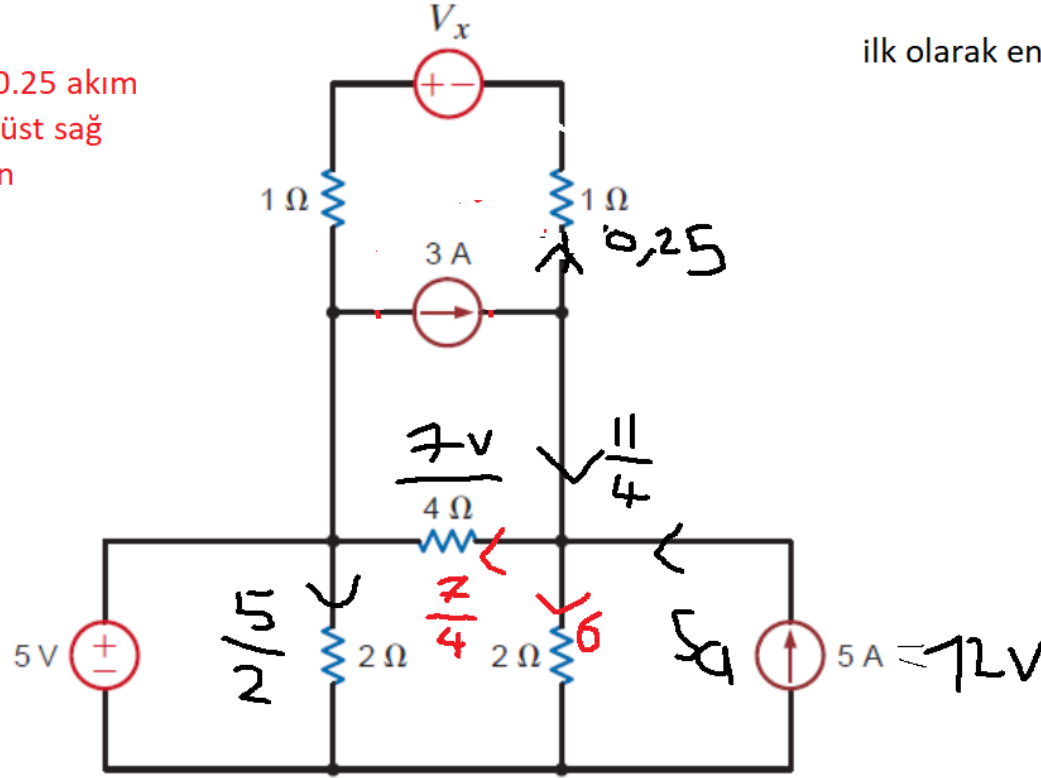 V_x
ilk olarak en
0.25 akım
üst sağ
n
+ −
1 Ω
1 Ω
0,25
3 A
7v
11/4
4 Ω
5/2
7/4
6
5 V
+
−
2 Ω
2 Ω
5a
5 A = 12v